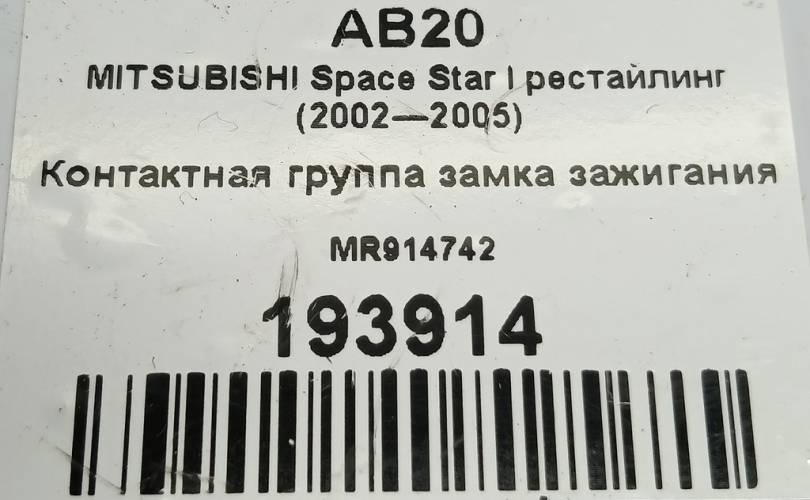 AB20
MITSUBISHI Space Star I рестайлинг
(2002—2005)
Контактная группа замка зажигания
MR914742
193914